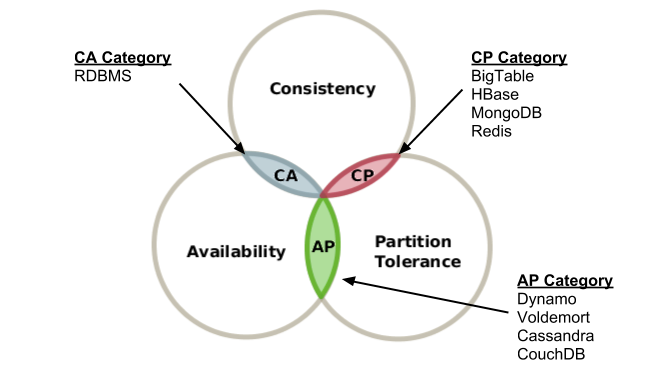 CA Category
RDBMS
CP Category
BigTable
HBase
MongoDB
Redis
Consistency
CA
CP
Availability
AP
Partition
Tolerance
AP Category
Dynamo
Voldemort
Cassandra
CouchDB